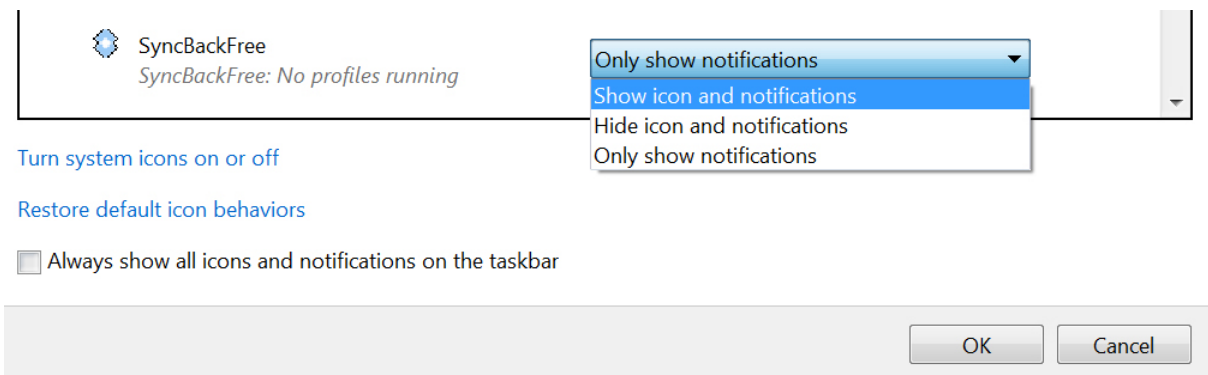 SyncBackFree
SyncBackFree: No profiles running
Only show notifications
Show icon and notifications
Hide icon and notifications
Only show notifications
Turn system icons on or off
Restore default icon behaviors
Always show all icons and notifications on the taskbar
OK
Cancel